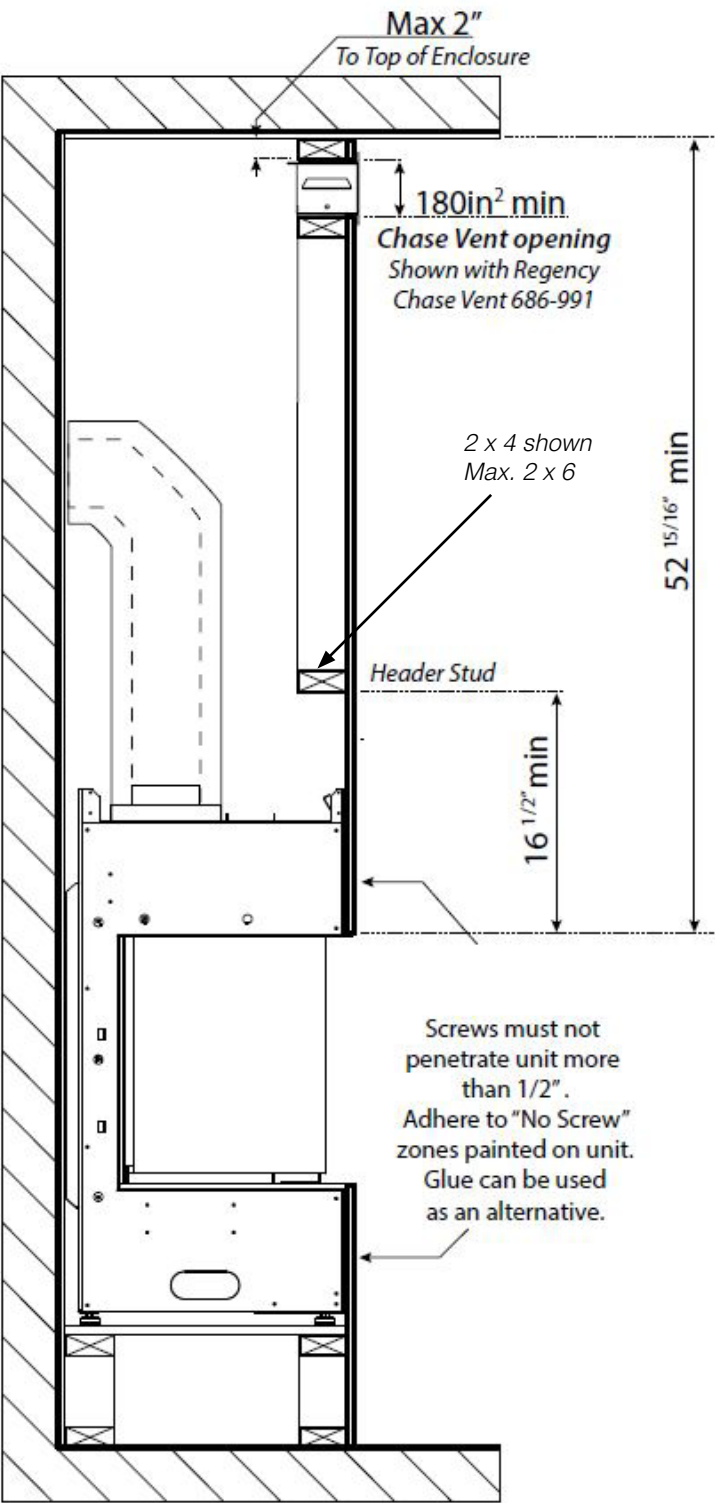 Max 2"
To Top of Enclosure
180in² min
Chase Vent opening
Shown with Regency
Chase Vent 686-991
2 x 4 shown
Max. 2 x 6
52 15/16" min
Header Stud
16 1/2" min
Screws must not
penetrate unit more
than 1/2".
Adhere to "No Screw"
zones painted on unit.
Glue can be used
as an alternative.